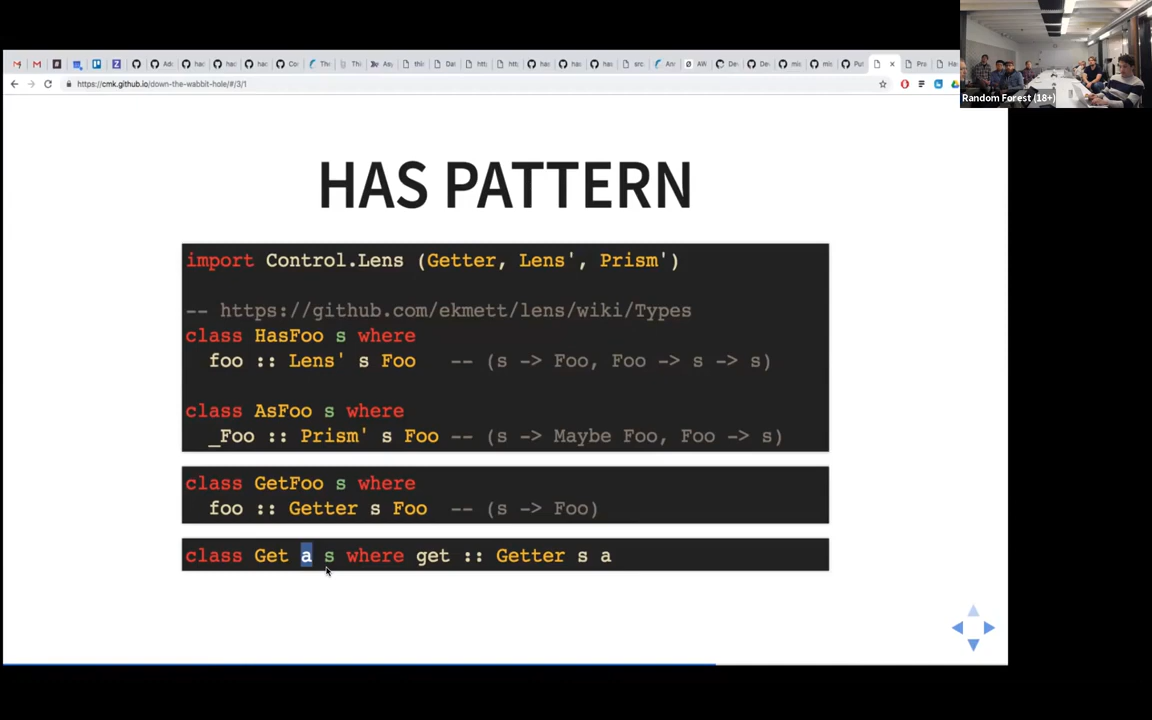 https://cmk.github.io/down-the-wabbit-hole/#/3/1
Random Forest (18+)
HAS PATTERN
import Control.Lens (Getter, Lens', Prism')
-- https://github.com/ekmett/lens/wiki/Types
class HasFoo s where
foo :: Lens' s Foo -- (s -> Foo, Foo -> s -> s)
class AsFoo s where
_Foo :: Prism' s Foo -- (s -> Maybe Foo, Foo -> s)
class GetFoo s where
foo :: Getter s Foo -- (s -> Foo)
class Get a s where get :: Getter s a